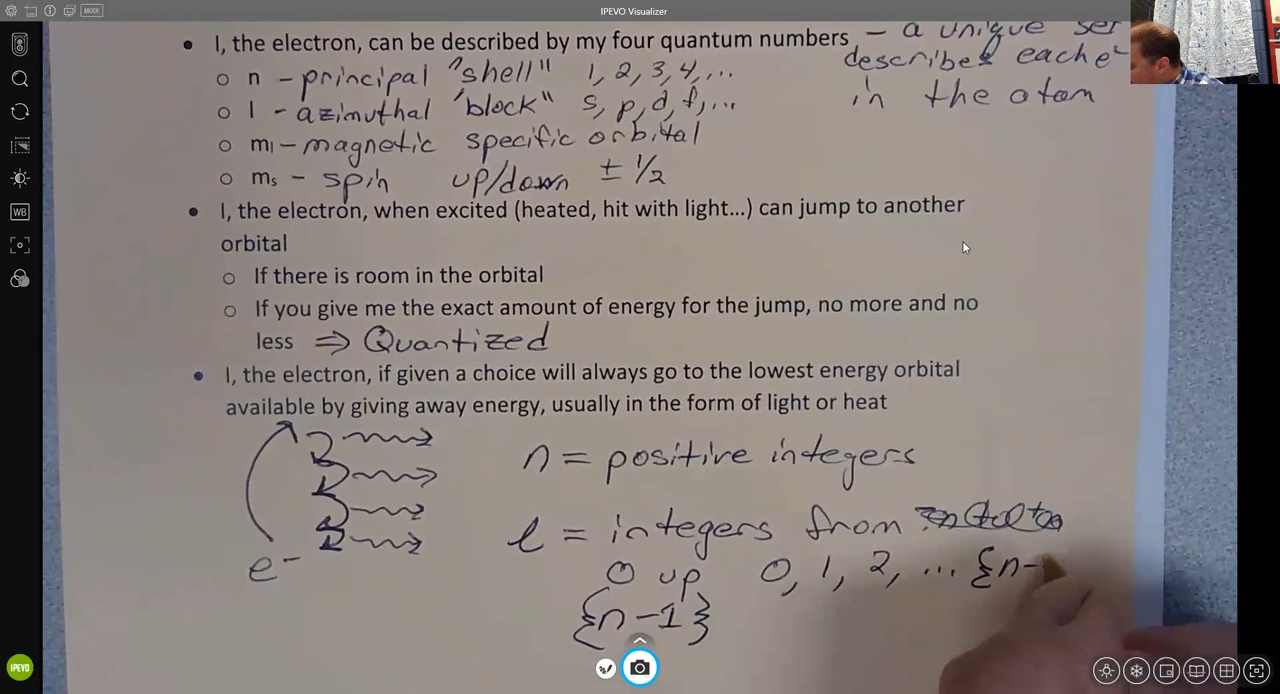 IPEVO Visualizer
MODE
• I, the electron, can be described by my four quantum numbers – a unique set
describes each e-
in the atom
o n – principal "shell" 1, 2, 3, 4, ...
o l – azimuthal "block" s, p, d, f, ...
o ml – magnetic specific orbital
o ms – spin up/down ± 1/2
• I, the electron, when excited (heated, hit with light...) can jump to another
orbital
o If there is room in the orbital
o If you give me the exact amount of energy for the jump, no more and no
less ⇒ Quantized
• I, the electron, if given a choice will always go to the lowest energy orbital
available by giving away energy, usually in the form of light or heat
e-
n = positive integers
l = integers from
0 up 0, 1, 2, ... {n-
{n-1}
WB
IPEVO